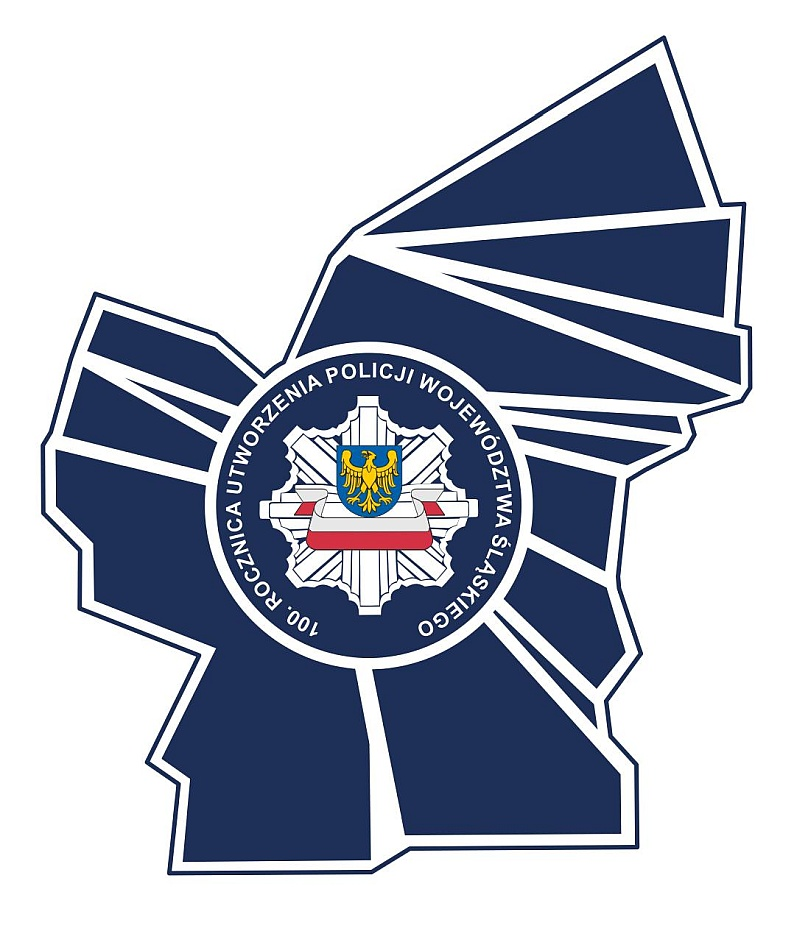 100. ROCZNICA UTWORZENIA POLICJI WOJEWÓDZTWA ŚLĄSKIEGO